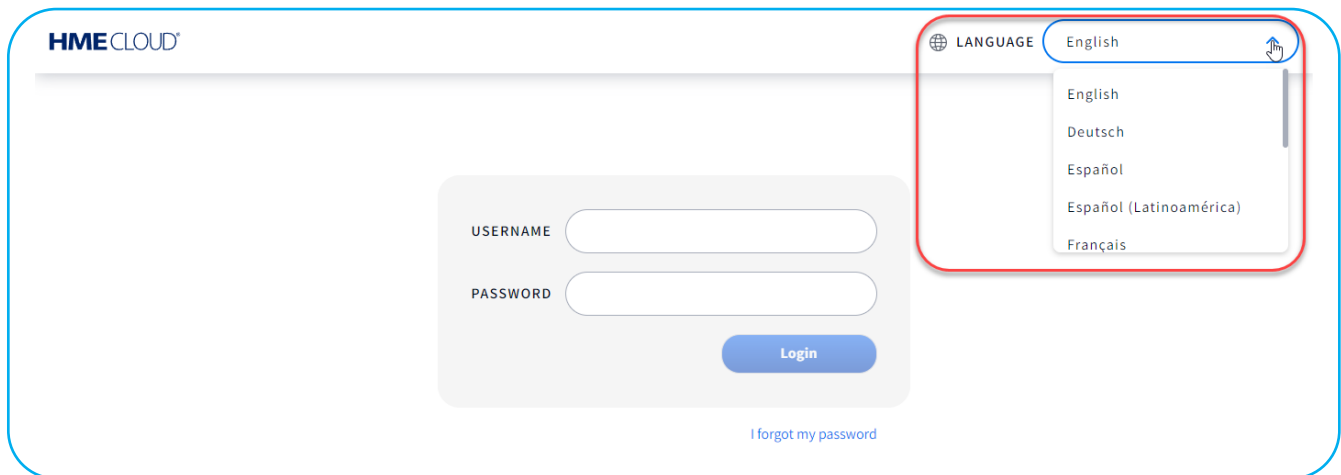 HME CLOUD®
LANGUAGE English
English
Deutsch
Español
Español (Latinoamérica)
Français
USERNAME
PASSWORD
Login
I forgot my password